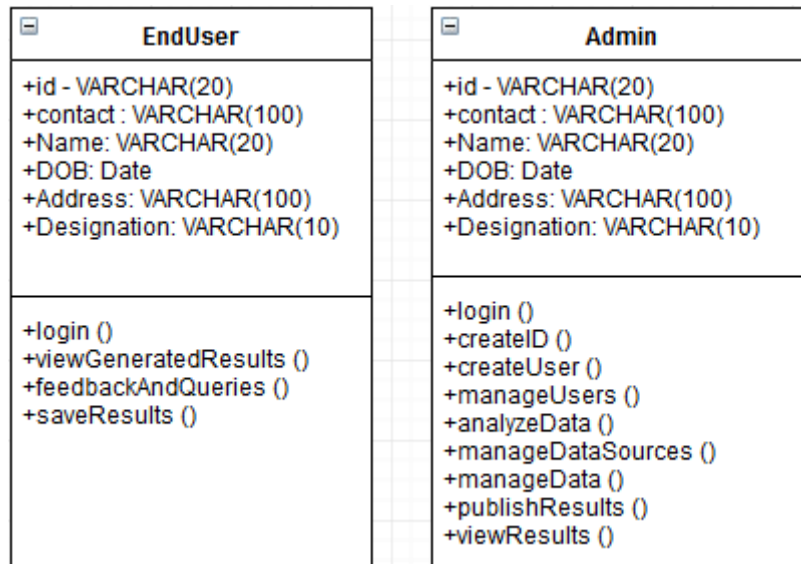 EndUser
+id - VARCHAR(20)
+contact : VARCHAR(100)
+Name: VARCHAR(20)
+DOB: Date
+Address: VARCHAR(100)
+Designation: VARCHAR(10)
+login ()
+viewGeneratedResults ()
+feedbackAndQueries ()
+saveResults ()
Admin
+id - VARCHAR(20)
+contact : VARCHAR(100)
+Name: VARCHAR(20)
+DOB: Date
+Address: VARCHAR(100)
+Designation: VARCHAR(10)
+login ()
+createID ()
+createUser ()
+manageUsers ()
+analyzeData ()
+manageDataSources ()
+manageData ()
+publishResults ()
+viewResults ()